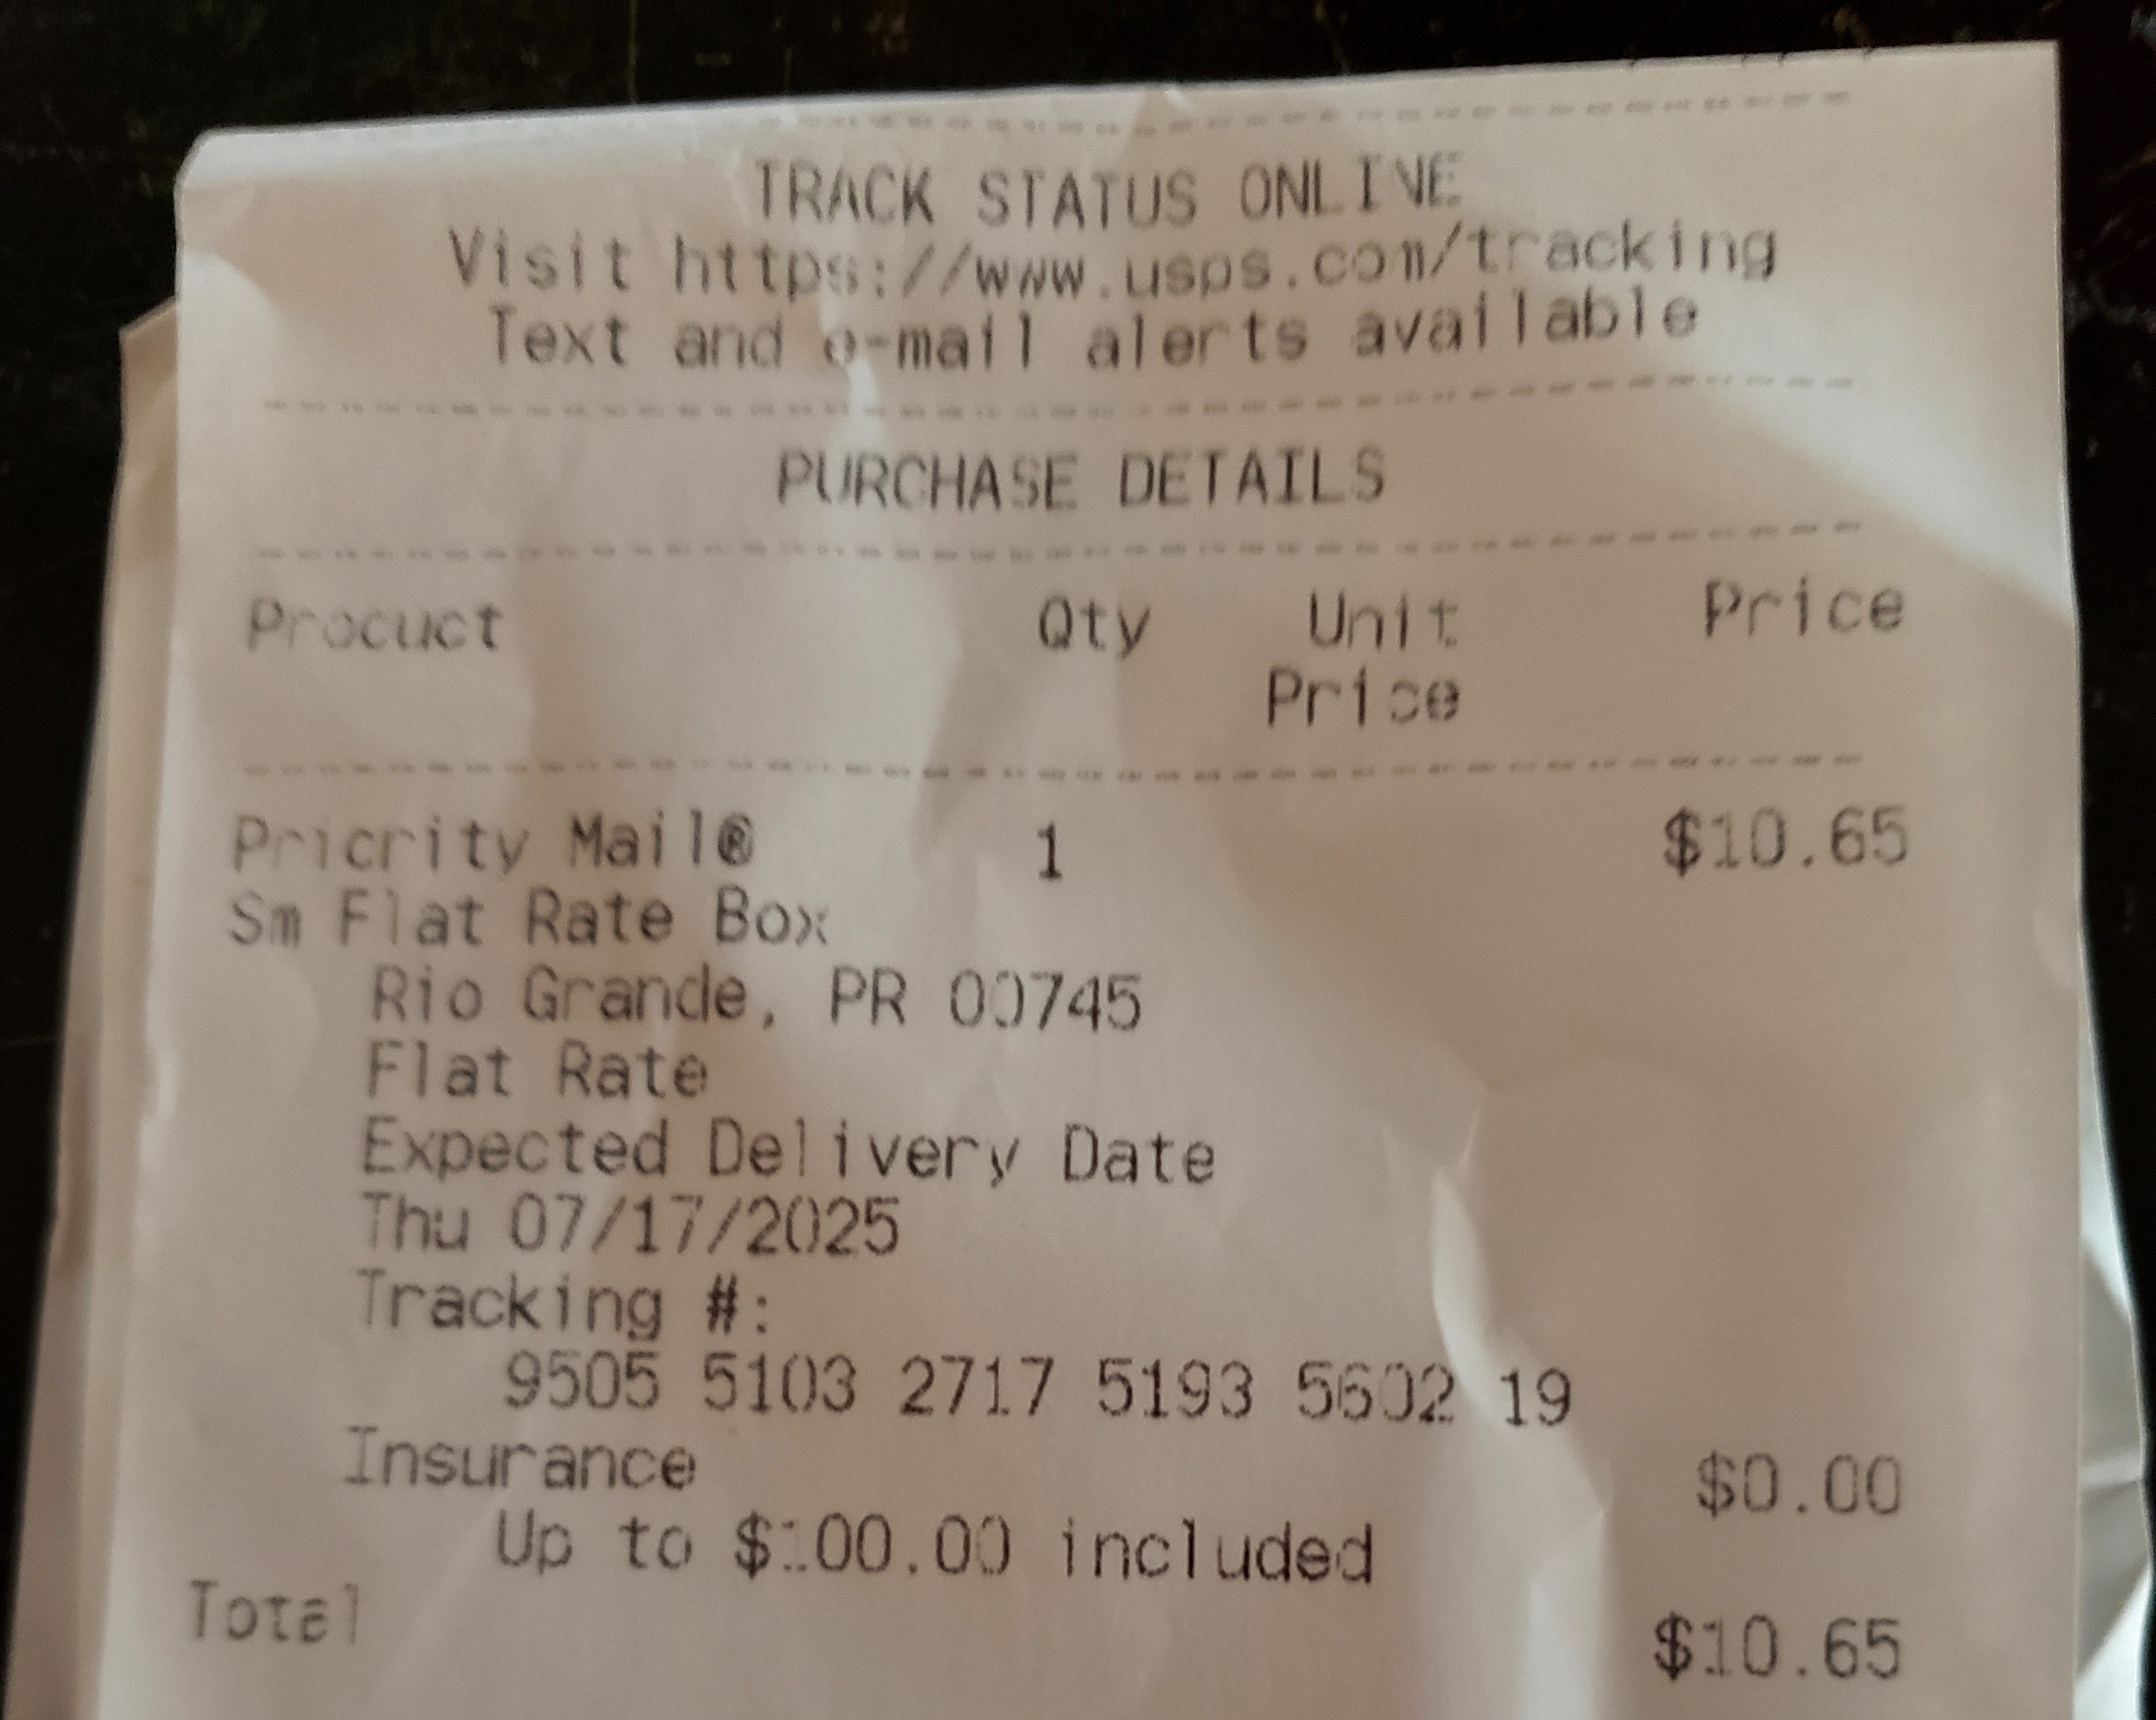 TRACK STATUS ONLINE
Visit https://www.usps.com/tracking
Text and e-mail alerts available
PURCHASE DETAILS
Product Qty Unit Price
Price
Priority Mail® 1 $10.65
Sm Flat Rate Box
Rio Grande, PR 00745
Flat Rate
Expected Delivery Date
Thu 07/17/2025
Tracking #:
9505 5103 2717 5193 5602 19
Insurance $0.00
Up to $100.00 included
Total $10.65